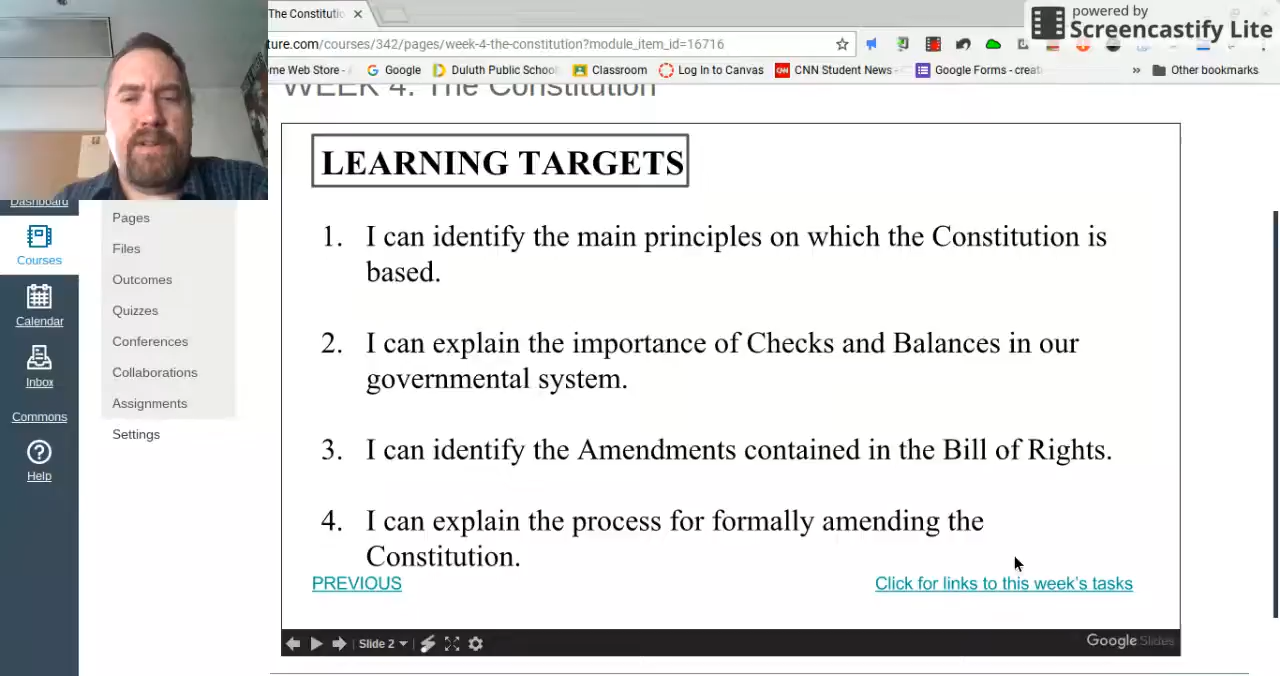 The Constitutio
powered by
Screencastify Lite
ture.com/courses/342/pages/week-4-the-constitution?module_item_id=16716
ome Web Store -
Google
Duluth Public School
Classroom
Log In to Canvas
CNN Student News -
Google Forms - creat
»
Other bookmarks
WEEK 4: The Constitution
LEARNING TARGETS
1. I can identify the main principles on which the Constitution is
based.
2. I can explain the importance of Checks and Balances in our
governmental system.
3. I can identify the Amendments contained in the Bill of Rights.
4. I can explain the process for formally amending the
Constitution.
PREVIOUS
Click for links to this week's tasks
Slide 2
Google Slides
Dashboard
Courses
Calendar
Inbox
Commons
Help
Pages
Files
Outcomes
Quizzes
Conferences
Collaborations
Assignments
Settings